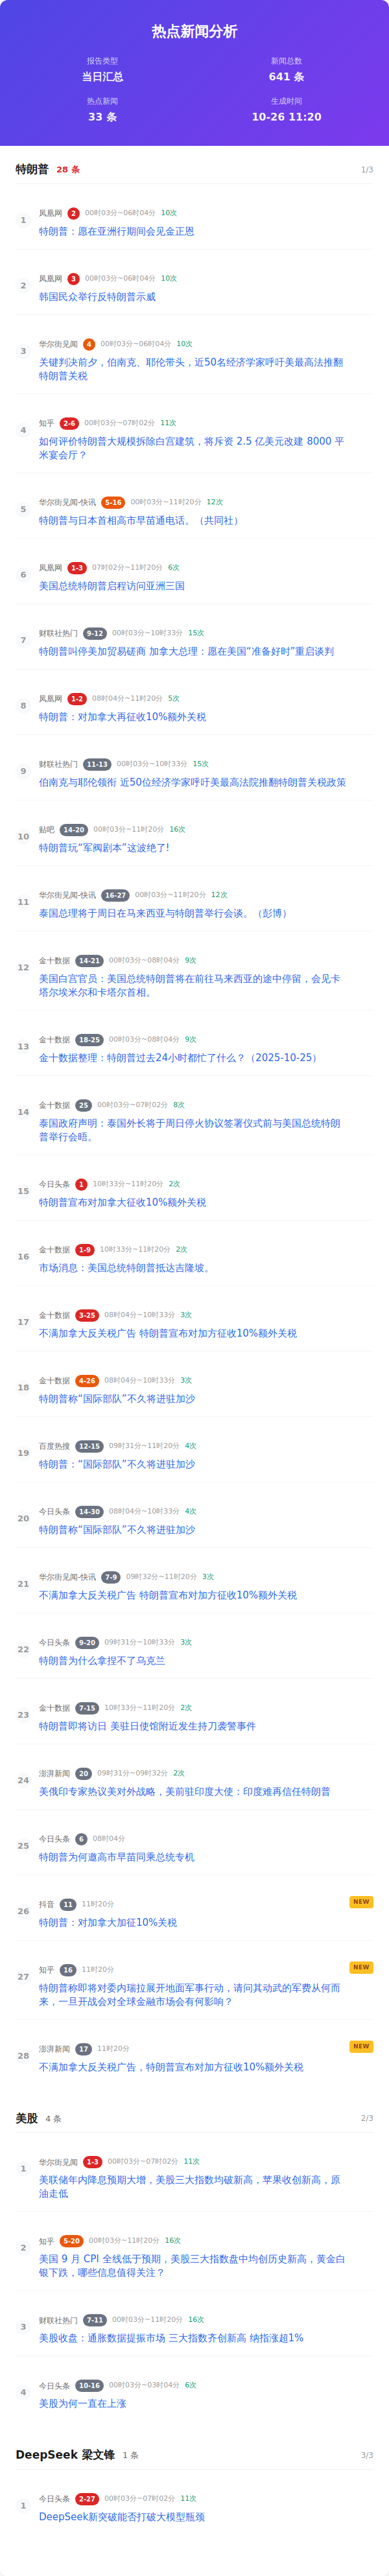 热点新闻分析
报告类型
当日汇总
新闻总数
641 条
热点新闻
33 条
生成时间
10-26 11:20
特朗普 28 条 1/3
1 凤凰网 2 00时03分~06时04分 10次
特朗普：愿在亚洲行期间会见金正恩
2 凤凰网 3 00时03分~06时04分 10次
韩国民众举行反特朗普示威
3 华尔街见闻 4 00时03分~06时04分 10次
关键判决前夕，伯南克、耶伦带头，近50名经济学家呼吁美最高法推翻
特朗普关税
4 知乎 2-6 00时03分~07时02分 11次
如何评价特朗普大规模拆除白宫建筑，将斥资 2.5 亿美元改建 8000 平
米宴会厅？
5 华尔街见闻-快讯 5-16 00时03分~11时20分 12次
特朗普与日本首相高市早苗通电话。（共同社）
6 凤凰网 1-3 07时02分~11时20分 6次
美国总统特朗普启程访问亚洲三国
7 财联社热门 9-12 00时03分~10时33分 15次
特朗普叫停美加贸易磋商 加拿大总理：愿在美国“准备好时”重启谈判
8 凤凰网 1-2 08时04分~11时20分 5次
特朗普：对加拿大再征收10%额外关税
9 财联社热门 11-13 00时03分~10时33分 15次
伯南克与耶伦领衔 近50位经济学家呼吁美最高法院推翻特朗普关税政策
10 贴吧 14-20 00时03分~11时20分 16次
特朗普玩“军阀剧本”这波绝了!
11 华尔街见闻-快讯 16-27 00时03分~11时20分 12次
泰国总理将于周日在马来西亚与特朗普举行会谈。（彭博）
12 金十数据 14-21 00时03分~08时04分 9次
美国白宫官员：美国总统特朗普将在前往马来西亚的途中停留，会见卡
塔尔埃米尔和卡塔尔首相。
13 金十数据 18-25 00时03分~08时04分 9次
金十数据整理：特朗普过去24小时都忙了什么？（2025-10-25）
14 金十数据 25 00时03分~07时02分 8次
泰国政府声明：泰国外长将于周日停火协议签署仪式前与美国总统特朗
普举行会晤。
15 今日头条 1 10时33分~11时20分 2次
特朗普宣布对加拿大征收10%额外关税
16 金十数据 1-9 10时33分~11时20分 2次
市场消息：美国总统特朗普抵达吉隆坡。
17 金十数据 3-25 08时04分~10时33分 3次
不满加拿大反关税广告 特朗普宣布对加方征收10%额外关税
18 金十数据 4-26 08时04分~10时33分 3次
特朗普称“国际部队”不久将进驻加沙
19 百度热搜 12-15 09时31分~11时20分 4次
特朗普：“国际部队”不久将进驻加沙
20 今日头条 14-30 08时04分~10时33分 4次
特朗普称“国际部队”不久将进驻加沙
21 华尔街见闻-快讯 7-9 09时32分~11时20分 3次
不满加拿大反关税广告 特朗普宣布对加方征收10%额外关税
22 今日头条 9-20 09时31分~10时33分 3次
特朗普为什么拿捏不了乌克兰
23 金十数据 7-15 10时33分~11时20分 2次
特朗普即将访日 美驻日使馆附近发生持刀袭警事件
24 澎湃新闻 20 09时31分~09时32分 2次
美俄印专家热议美对外战略，美前驻印度大使：印度难再信任特朗普
25 今日头条 6 08时04分
特朗普为何邀高市早苗同乘总统专机
26 抖音 11 11时20分 NEW
特朗普：对加拿大加征10%关税
27 知乎 16 11时20分 NEW
特朗普称即将对委内瑞拉展开地面军事行动，请问其动武的军费从何而
来，一旦开战会对全球金融市场会有何影响？
28 澎湃新闻 17 11时20分 NEW
不满加拿大反关税广告，特朗普宣布对加方征收10%额外关税
美股 4 条 2/3
1 华尔街见闻 1-3 00时03分~07时02分 11次
美联储年内降息预期大增，美股三大指数均破新高，苹果收创新高，原
油走低
2 知乎 5-20 00时03分~11时20分 16次
美国 9 月 CPI 全线低于预期，美股三大指数盘中均创历史新高，黄金白
银下跌，哪些信息值得关注？
3 财联社热门 7-11 00时03分~11时20分 16次
美股收盘：通胀数据提振市场 三大指数齐创新高 纳指涨超1%
4 今日头条 10-16 00时03分~03时04分 6次
美股为何一直在上涨
DeepSeek 梁文锋 1 条 3/3
1 今日头条 2-27 00时03分~07时02分 11次
DeepSeek新突破能否打破大模型瓶颈